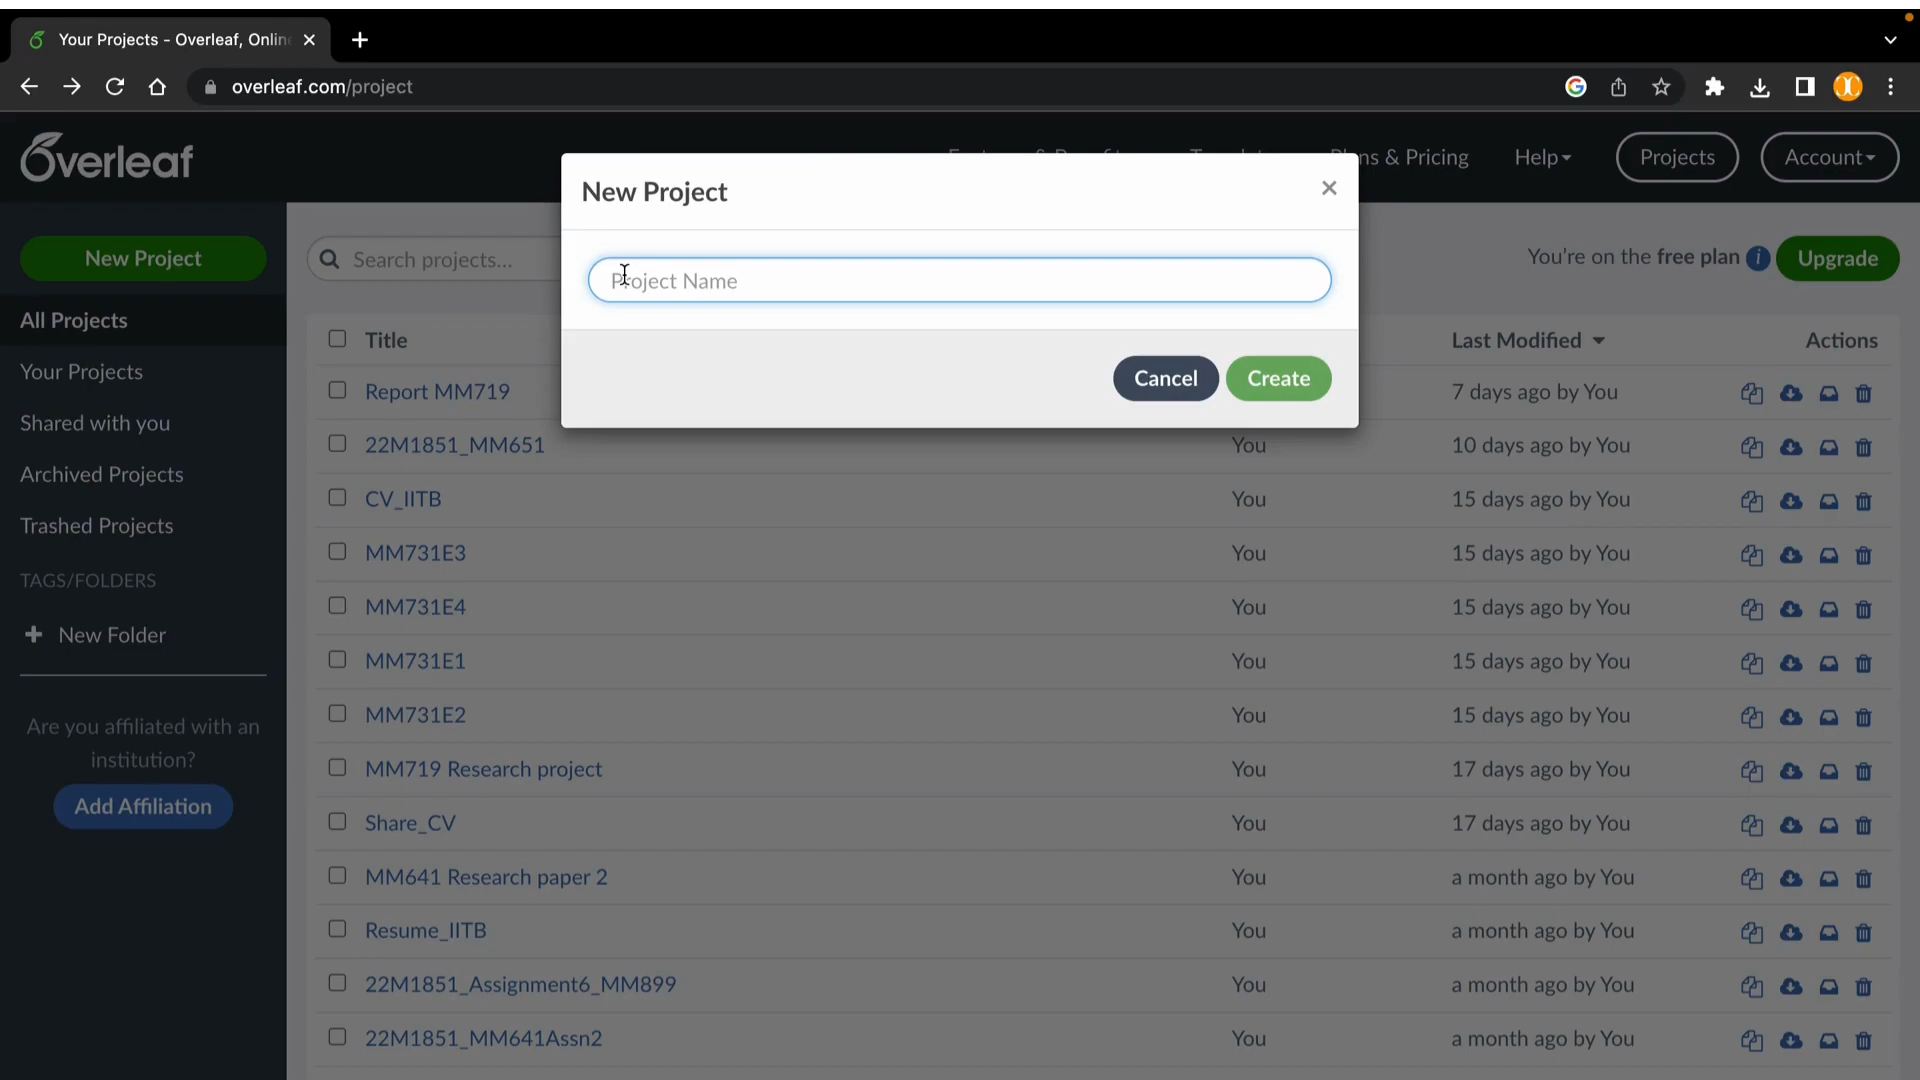 Your Projects - Overleaf, Onlin
overleaf.com/project
Overleaf
ns & Pricing
Help
Projects
Account
New Project
Project Name
Cancel
Create
New Project
All Projects
Your Projects
Shared with you
Archived Projects
Trashed Projects
TAGS/FOLDERS
New Folder
Are you affiliated with an
institution?
Add Affiliation
Search projects...
You're on the free plan
Upgrade
Title Last Modified Actions
Report MM719 7 days ago by You
22M1851_MM651 You 10 days ago by You
CV_IITB You 15 days ago by You
MM731E3 You 15 days ago by You
MM731E4 You 15 days ago by You
MM731E1 You 15 days ago by You
MM731E2 You 15 days ago by You
MM719 Research project You 17 days ago by You
Share_CV You 17 days ago by You
MM641 Research paper 2 You a month ago by You
Resume_IITB You a month ago by You
22M1851_Assignment6_MM899 You a month ago by You
22M1851_MM641Assn2 You a month ago by You